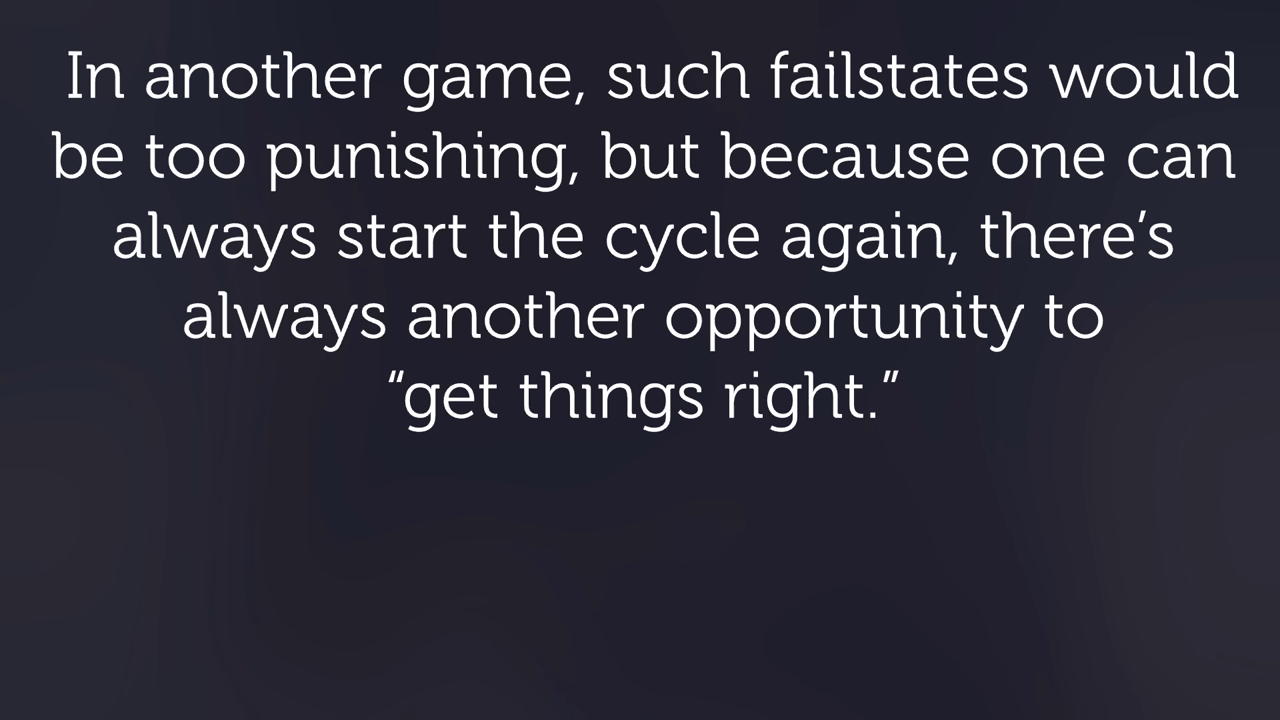 In another game, such failstates would
be too punishing, but because one can
always start the cycle again, there’s
always another opportunity to
“get things right.”